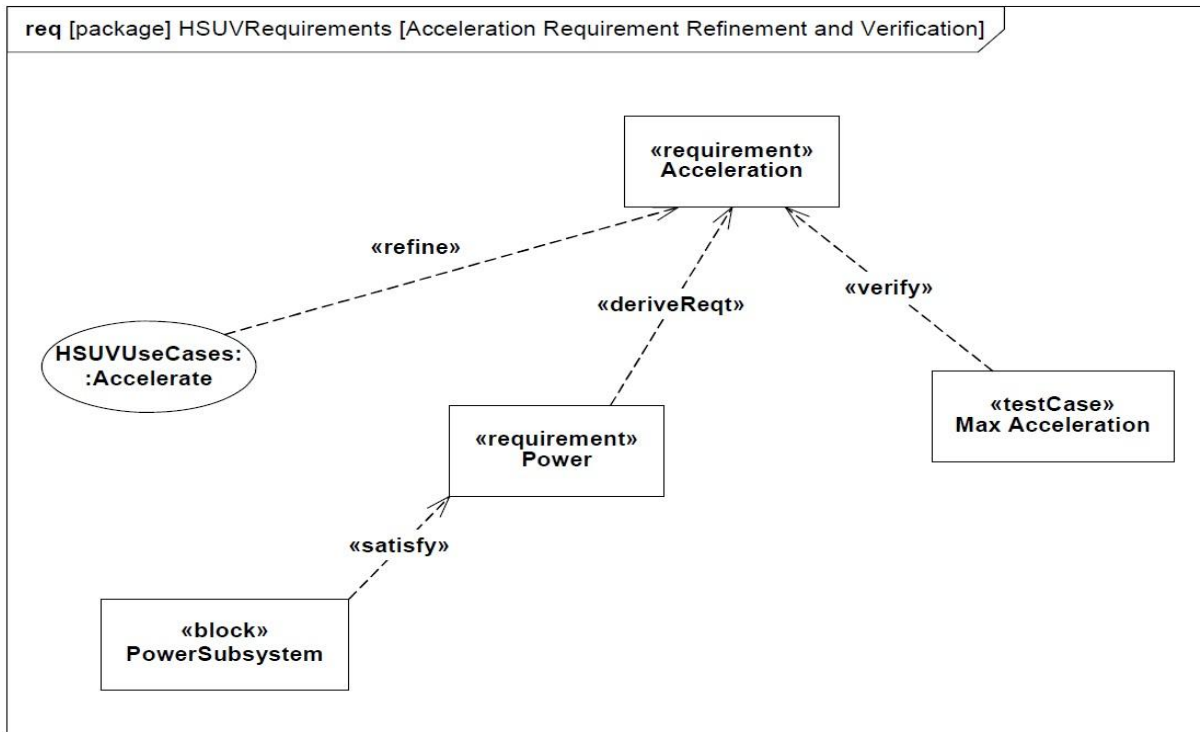 req [package] HSUVRequirements [Acceleration Requirement Refinement and Verification]
«requirement»
Acceleration
«refine»
«deriveReqt»
«verify»
HSUVUseCases:
:Accelerate
«testCase»
Max Acceleration
«requirement»
Power
«satisfy»
«block»
PowerSubsystem